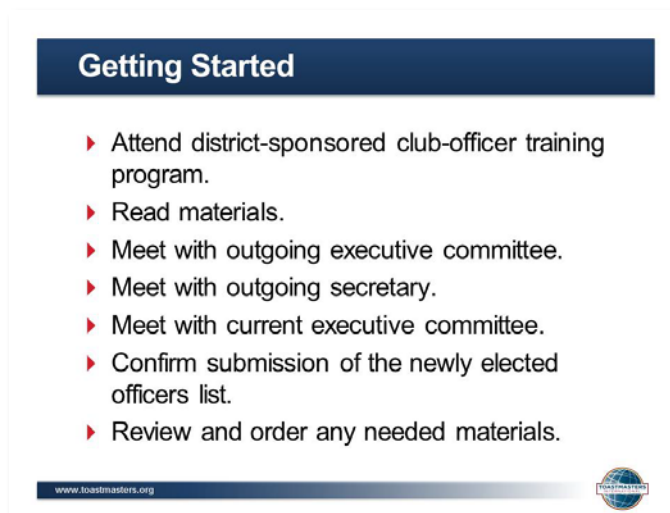 Getting Started
Attend district-sponsored club-officer training
program.
Read materials.
Meet with outgoing executive committee.
Meet with outgoing secretary.
Meet with current executive committee.
Confirm submission of the newly elected
officers list.
Review and order any needed materials.
www.toastmasters.org
TOASTMASTERS